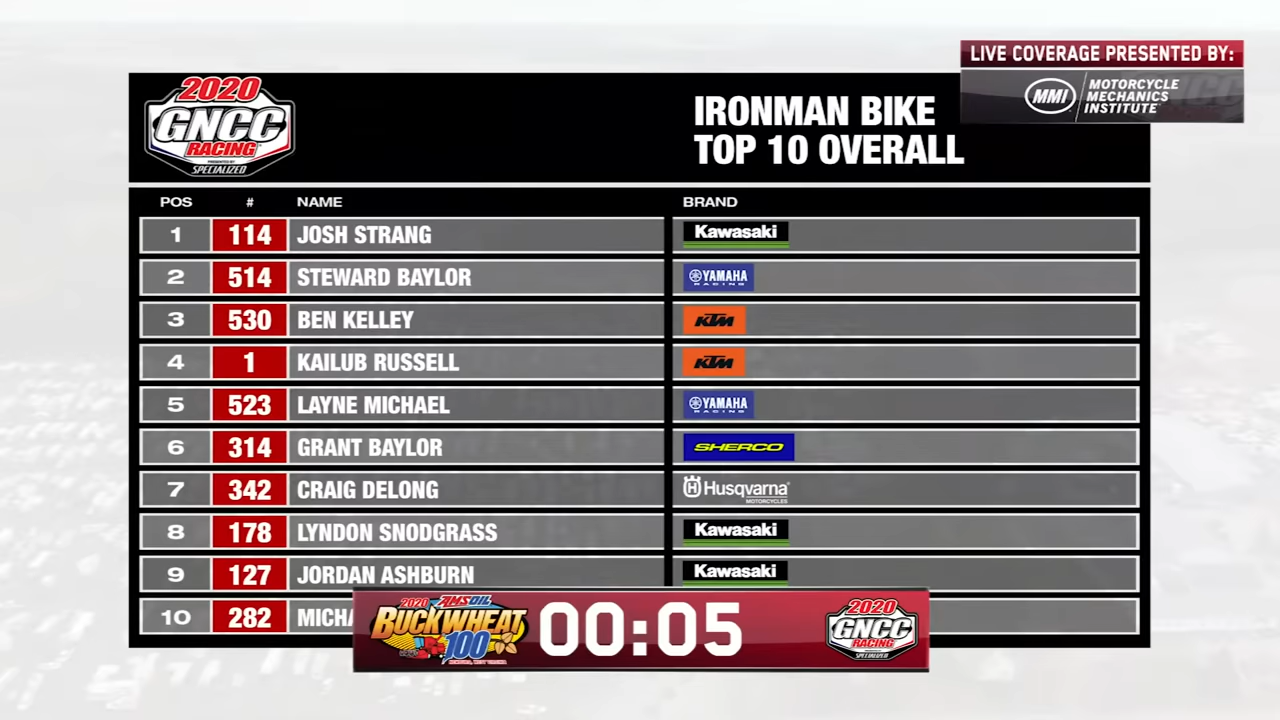 LIVE COVERAGE PRESENTED BY:
MMI MOTORCYCLE MECHANICS INSTITUTE
2020
GNCC
RACING
PRESENTED BY
SPECIALIZED
IRONMAN BIKE
TOP 10 OVERALL
POS # NAME BRAND
1 114 JOSH STRANG Kawasaki
2 514 STEWARD BAYLOR YAMAHA RACING
3 530 BEN KELLEY KTM
4 1 KAILUB RUSSELL KTM
5 523 LAYNE MICHAEL YAMAHA RACING
6 314 GRANT BAYLOR SHERCO
7 342 CRAIG DELONG Husqvarna MOTORCYCLES
8 178 LYNDON SNODGRASS Kawasaki
9 127 JORDAN ASHBURN Kawasaki
10 282 MICHA
2020 AMSOIL
BUCKWHEAT
100
NEWBURG, WEST VIRGINIA
00:05
2020
GNCC
RACING
SPECIALIZED